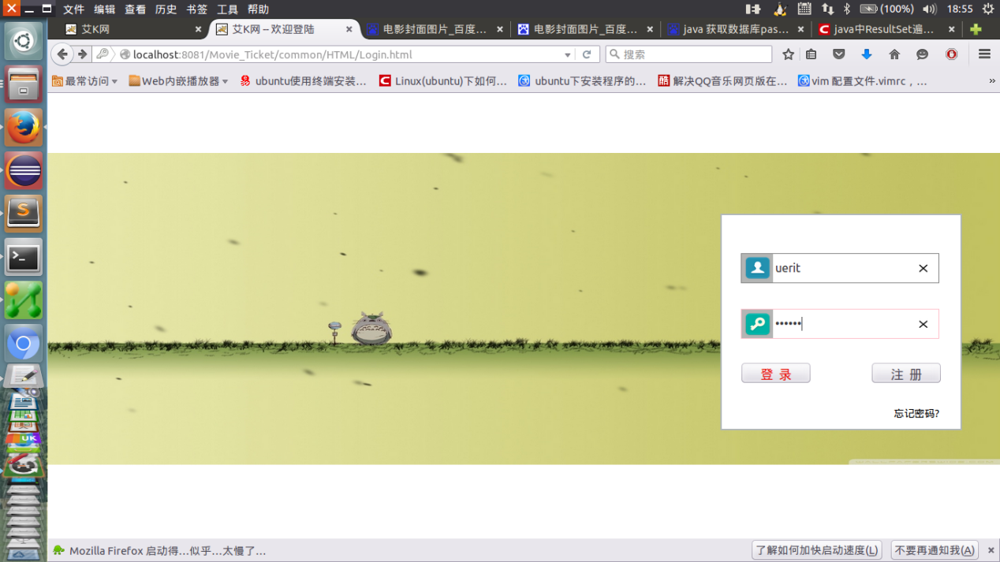 文件 编辑 查看 历史 书签 工具 帮助 (100%) 18:55
艾K网 艾K网 – 欢迎登陆 电影封面图片_百度… 电影封面图片_百度… java 获取数据库pas… java中ResultSet遍…
localhost:8081/Movie_Ticket/common/HTML/Login.html 搜索
最常访问 Web内嵌播放器 ubuntu使用终端安装… Linux(ubuntu)下如何… ubuntu下安装程序的… 解决QQ音乐网页版在… vim 配置文件.vimrc，…
uerit
••••••
登 录 注 册
忘记密码?
UK
Mozilla Firefox 启动得…似乎…太慢了… 了解如何加快启动速度(L) 不要再通知我(A)